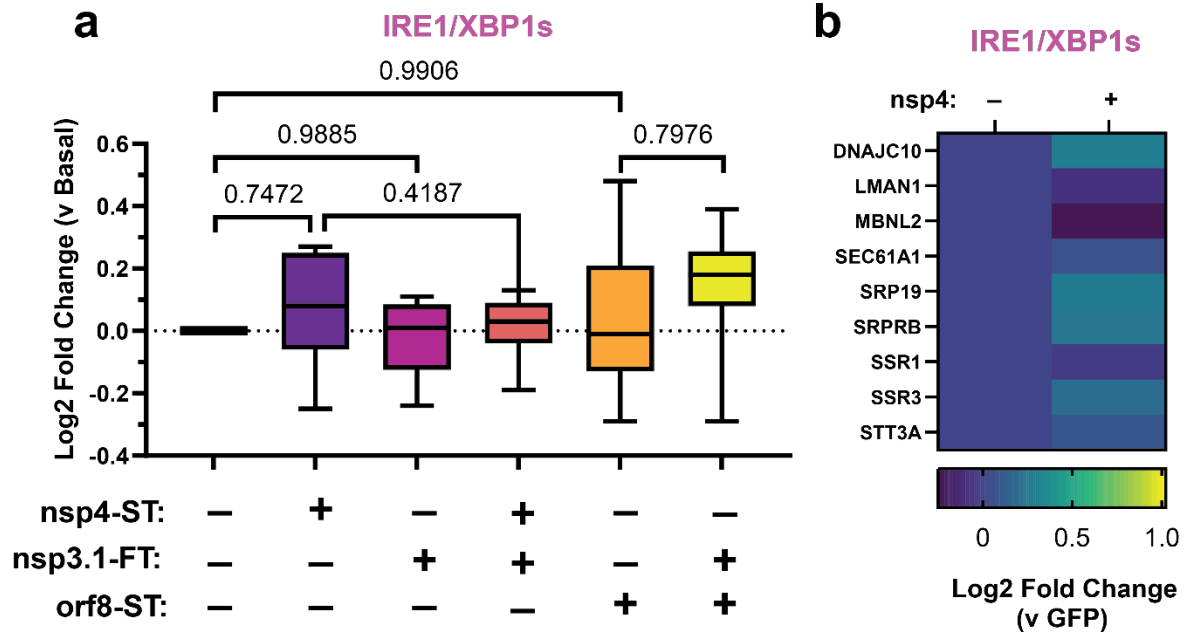 a
IRE1/XBP1s
0.9906
0.9885
0.7976
0.7472
0.4187
Log2 Fold Change (v Basal)
0.6
0.4
0.2
0.0
-0.2
-0.4
nsp4-ST: – + – + – –
nsp3.1-FT: – – + + – +
orf8-ST: – – – – + +
b
IRE1/XBP1s
nsp4: – +
DNAJC10
LMAN1
MBNL2
SEC61A1
SRP19
SRPRB
SSR1
SSR3
STT3A
0 0.5 1.0
Log2 Fold Change
(v GFP)